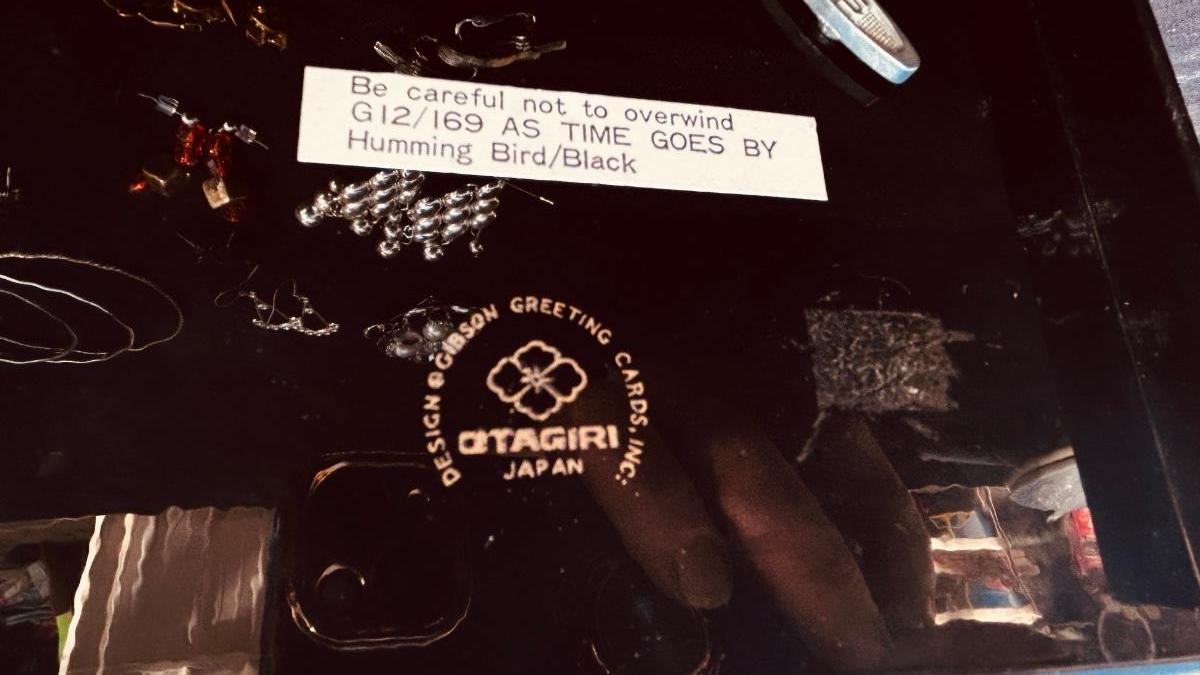 Be careful not to overwind
G12/169 AS TIME GOES BY
Humming Bird/Black
DESIGN © GIBSON GREETING CARDS, INC.
OTAGIRI
JAPAN